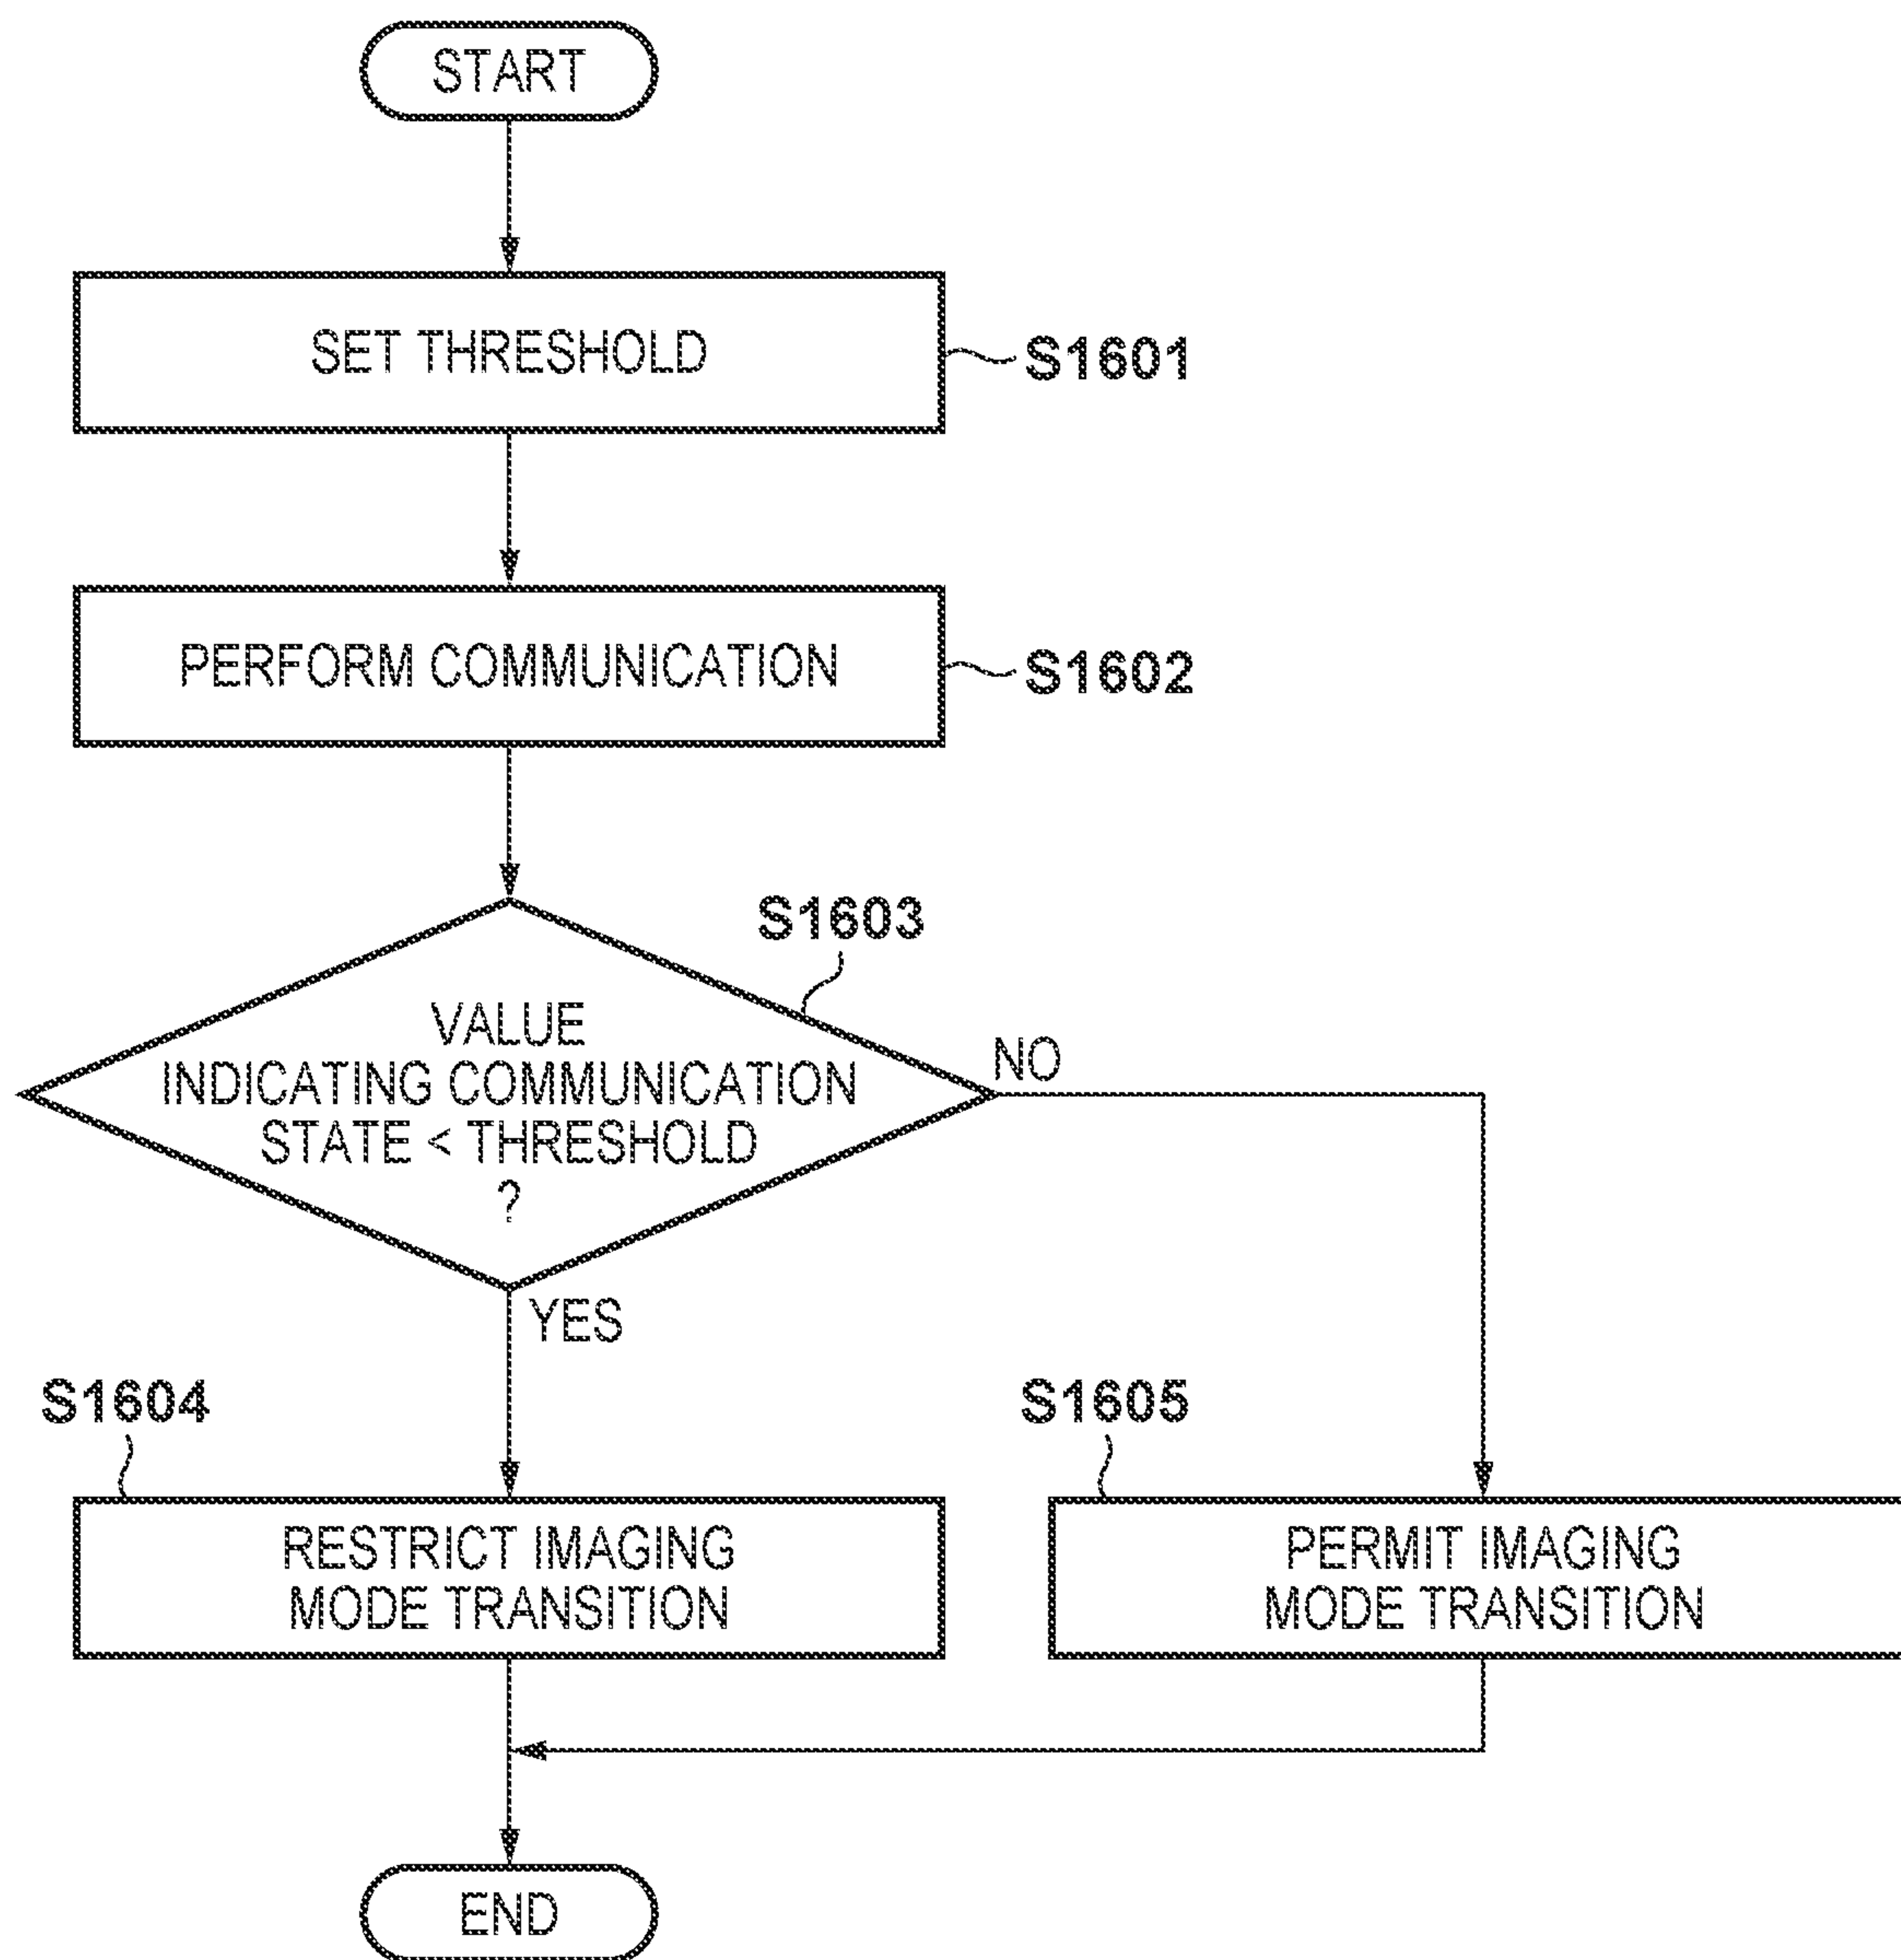 START
SET THRESHOLD
S1601
PERFORM COMMUNICATION
S1602
S1603
VALUE
INDICATING COMMUNICATION
STATE < THRESHOLD
?
NO
YES
S1604
RESTRICT IMAGING
MODE TRANSITION
S1605
PERMIT IMAGING
MODE TRANSITION
END